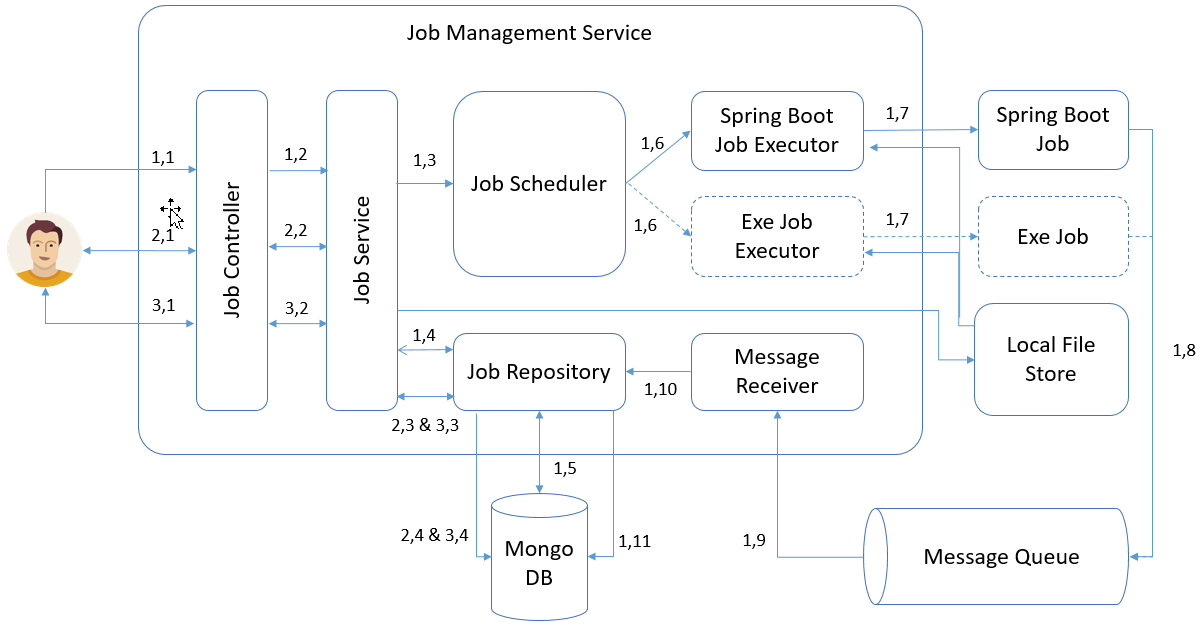 Job Management Service
Spring Boot
Job Executor
1,7
Spring Boot
Job
1,1
1,2
1,3
1,6
Job Controller
Job Service
Job Scheduler
1,6
Exe Job
Executor
1,7
Exe Job
2,1
2,2
3,1
3,2
1,4
Job Repository
Message
Receiver
1,10
Local File
Store
1,8
2,3 & 3,3
1,5
2,4 & 3,4
Mongo
DB
1,11
1,9
Message Queue